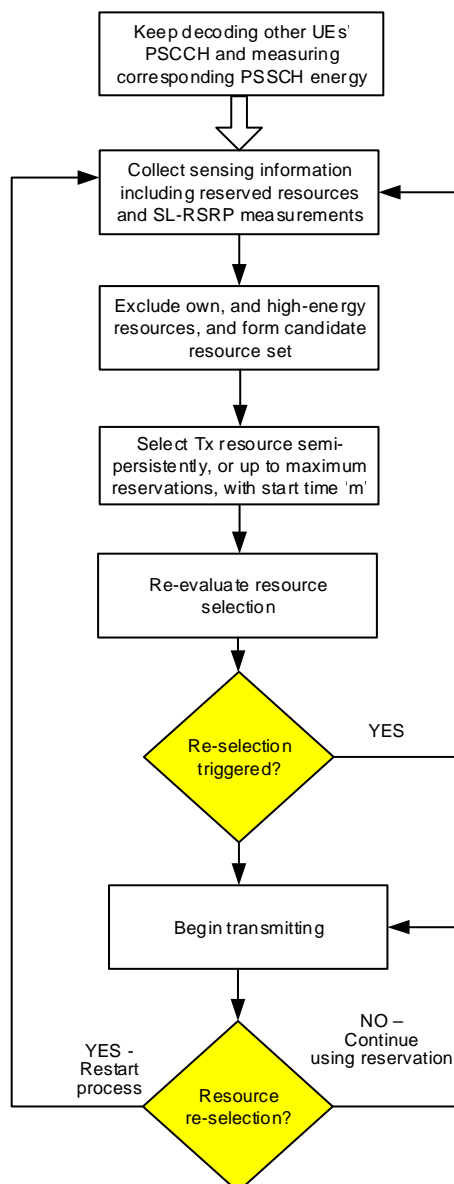 Keep decoding other UEs'
PSCCH and measuring
corresponding PSSCH energy
Collect sensing information
including reserved resources
and SL-RSRP measurements
Exclude own, and high-energy
resources, and form candidate
resource set
Select Tx resource semi-
persistently, or up to maximum
reservations, with start time 'm'
Re-evaluate resource
selection
Re-selection
triggered?
YES
Begin transmitting
YES -
Restart
process
NO –
Continue
using reservation
Resource
re-selection?